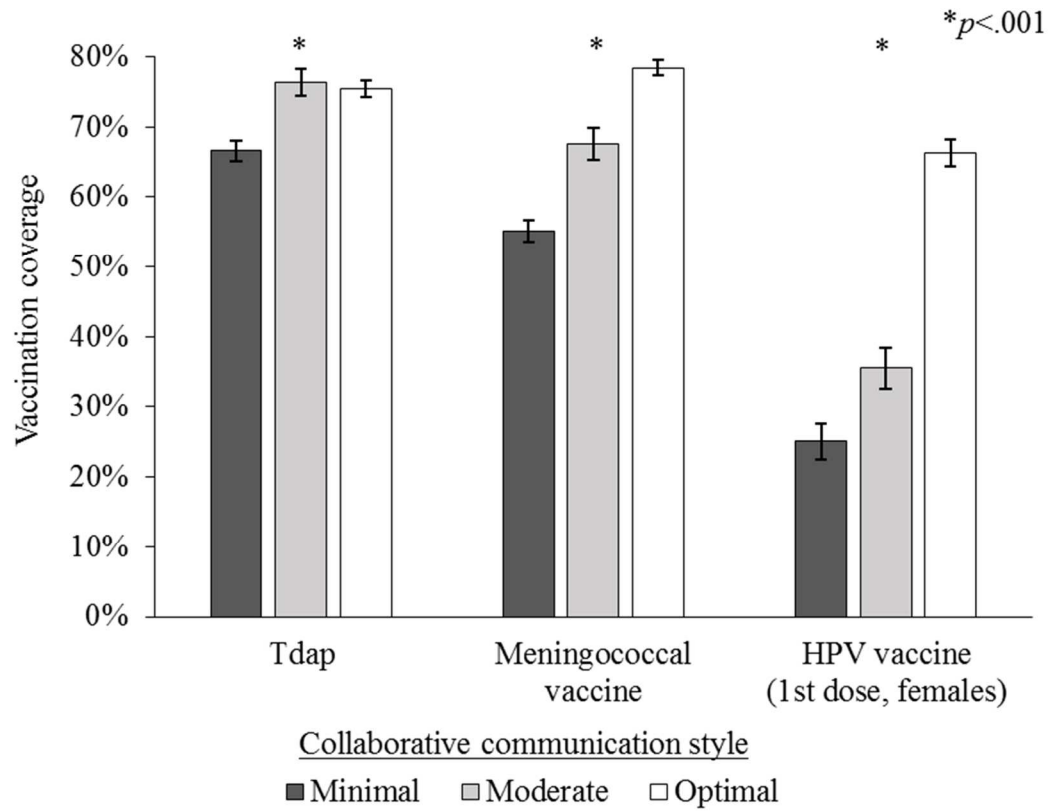 *p<.001
Vaccination coverage
80%
70%
60%
50%
40%
30%
20%
10%
0%
* * *
Tdap
Meningococcal
vaccine
HPV vaccine
(1st dose, females)
Collaborative communication style
Minimal Moderate Optimal